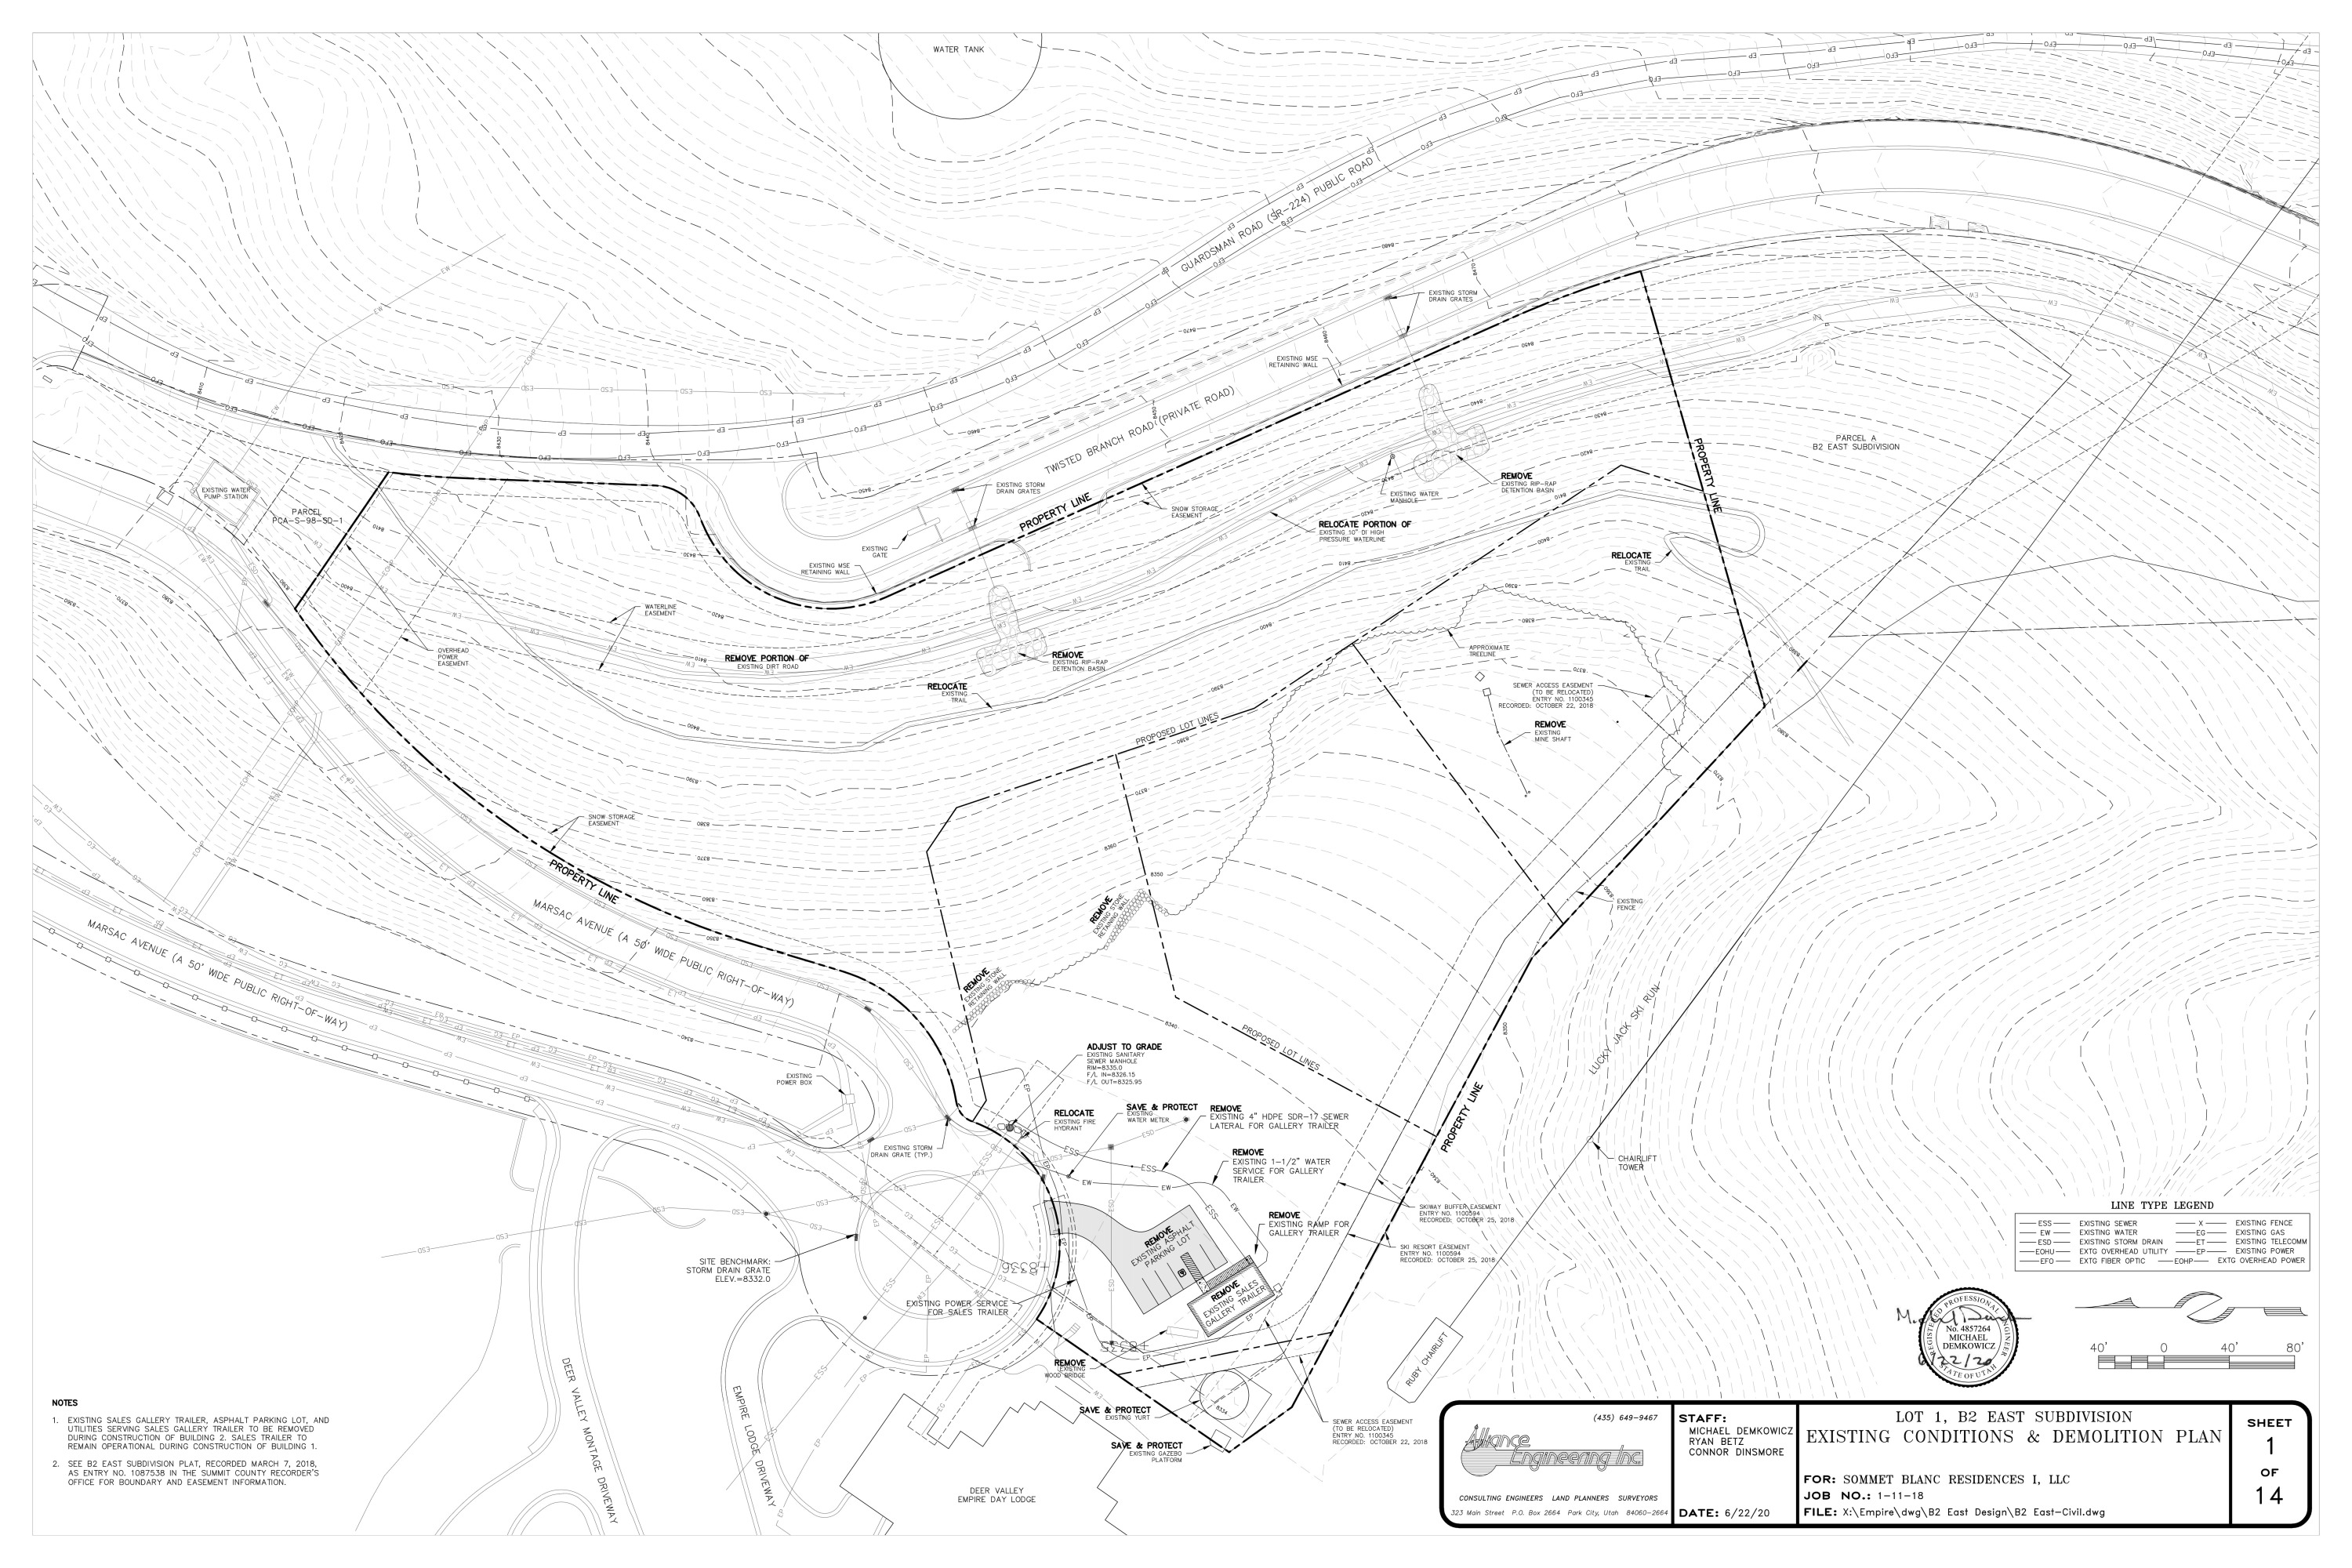 WATER TANK
GUARDSMAN ROAD (SR-224) PUBLIC ROAD
EXISTING STORM
DRAIN GRATES
EXISTING MSE
RETAINING WALL
TWISTED BRANCH ROAD (PRIVATE ROAD)
PROPERTY LINE
PARCEL A
B2 EAST SUBDIVISION
EXISTING WATER
PUMP STATION
PARCEL
PCA-S-98-SD-1
EXISTING STORM
DRAIN GRATES
PROPERTY LINE
SNOW STORAGE
EASEMENT
EXISTING WATER
MANHOLE
REMOVE
EXISTING RIP-RAP
DETENTION BASIN
RELOCATE PORTION OF
EXISTING 10" DI HIGH
PRESSURE WATERLINE
EXISTING
GATE
EXISTING MSE
RETAINING WALL
RELOCATE
EXISTING
TRAIL
WATERLINE
EASEMENT
OVERHEAD
POWER
EASEMENT
REMOVE PORTION OF
EXISTING DIRT ROAD
REMOVE
EXISTING RIP-RAP
DETENTION BASIN
RELOCATE
EXISTING
TRAIL
APPROXIMATE
TREELINE
SEWER ACCESS EASEMENT
(TO BE RELOCATED)
ENTRY NO. 1100345
RECORDED: OCTOBER 22, 2018
REMOVE
EXISTING
MINE SHAFT
PROPOSED LOT LINES
SNOW STORAGE
EASEMENT
PROPERTY LINE
MARSAC AVENUE (A 50' WIDE PUBLIC RIGHT-OF-WAY)
MARSAC AVENUE (A 50' WIDE PUBLIC RIGHT-OF-WAY)
REMOVE
EXISTING STONE
RETAINING WALL
REMOVE
EXISTING STONE
RETAINING WALL
EXISTING
FENCE
PROPOSED LOT LINES
LUCKY JACK SKI RUN
PROPERTY LINE
EXISTING
POWER BOX
ADJUST TO GRADE
EXISTING SANITARY
SEWER MANHOLE
RIM=8335.0
F/L IN=8326.15
F/L OUT=8325.95
RELOCATE
EXISTING FIRE
HYDRANT
SAVE & PROTECT
EXISTING
WATER METER
REMOVE
EXISTING 4" HDPE SDR-17 SEWER
LATERAL FOR GALLERY TRAILER
EXISTING STORM
DRAIN GRATE (TYP.)
REMOVE
EXISTING 1-1/2" WATER
SERVICE FOR GALLERY
TRAILER
CHAIRLIFT
TOWER
REMOVE
EXISTING RAMP FOR
GALLERY TRAILER
SKIWAY BUFFER EASEMENT
ENTRY NO. 1100594
RECORDED: OCTOBER 25, 2018
SKI RESORT EASEMENT
ENTRY NO. 1100594
RECORDED: OCTOBER 25, 2018
REMOVE
EXISTING ASPHALT
PARKING LOT
REMOVE
EXISTING SALES
GALLERY TRAILER
SITE BENCHMARK:
STORM DRAIN GRATE
ELEV.=8332.0
EXISTING POWER SERVICE
FOR SALES TRAILER
REMOVE
EXISTING
WOOD BRIDGE
SAVE & PROTECT
EXISTING YURT
SAVE & PROTECT
EXISTING GAZEBO
PLATFORM
SEWER ACCESS EASEMENT
(TO BE RELOCATED)
ENTRY NO. 1100345
RECORDED: OCTOBER 22, 2018
RUBY CHAIRLIFT
DEER VALLEY MONTAGE DRIVEWAY
EMPIRE LODGE DRIVEWAY
DEER VALLEY
EMPIRE DAY LODGE
LINE TYPE LEGEND
ESS EXISTING SEWER X EXISTING FENCE
EW EXISTING WATER EG EXISTING GAS
ESD EXISTING STORM DRAIN ET EXISTING TELECOMM
EOHU EXTG OVERHEAD UTILITY EP EXISTING POWER
EFO EXTG FIBER OPTIC EOHP EXTG OVERHEAD POWER
REGISTERED PROFESSIONAL ENGINEER
No. 4857264
MICHAEL
DEMKOWICZ
6/22/20
STATE OF UTAH
40' 0 40' 80'
NOTES
1. EXISTING SALES GALLERY TRAILER, ASPHALT PARKING LOT, AND
UTILITIES SERVING SALES GALLERY TRAILER TO BE REMOVED
DURING CONSTRUCTION OF BUILDING 2. SALES TRAILER TO
REMAIN OPERATIONAL DURING CONSTRUCTION OF BUILDING 1.
2. SEE B2 EAST SUBDIVISION PLAT, RECORDED MARCH 7, 2018,
AS ENTRY NO. 1087538 IN THE SUMMIT COUNTY RECORDER'S
OFFICE FOR BOUNDARY AND EASEMENT INFORMATION.
(435) 649-9467
Alliance
Engineering Inc.
CONSULTING ENGINEERS LAND PLANNERS SURVEYORS
323 Main Street P.O. Box 2664 Park City, Utah 84060-2664
STAFF:
MICHAEL DEMKOWICZ
RYAN BETZ
CONNOR DINSMORE
DATE: 6/22/20
LOT 1, B2 EAST SUBDIVISION
EXISTING CONDITIONS & DEMOLITION PLAN
FOR: SOMMET BLANC RESIDENCES I, LLC
JOB NO.: 1-11-18
FILE: X:\Empire\dwg\B2 East Design\B2 East-Civil.dwg
SHEET
1
OF
14